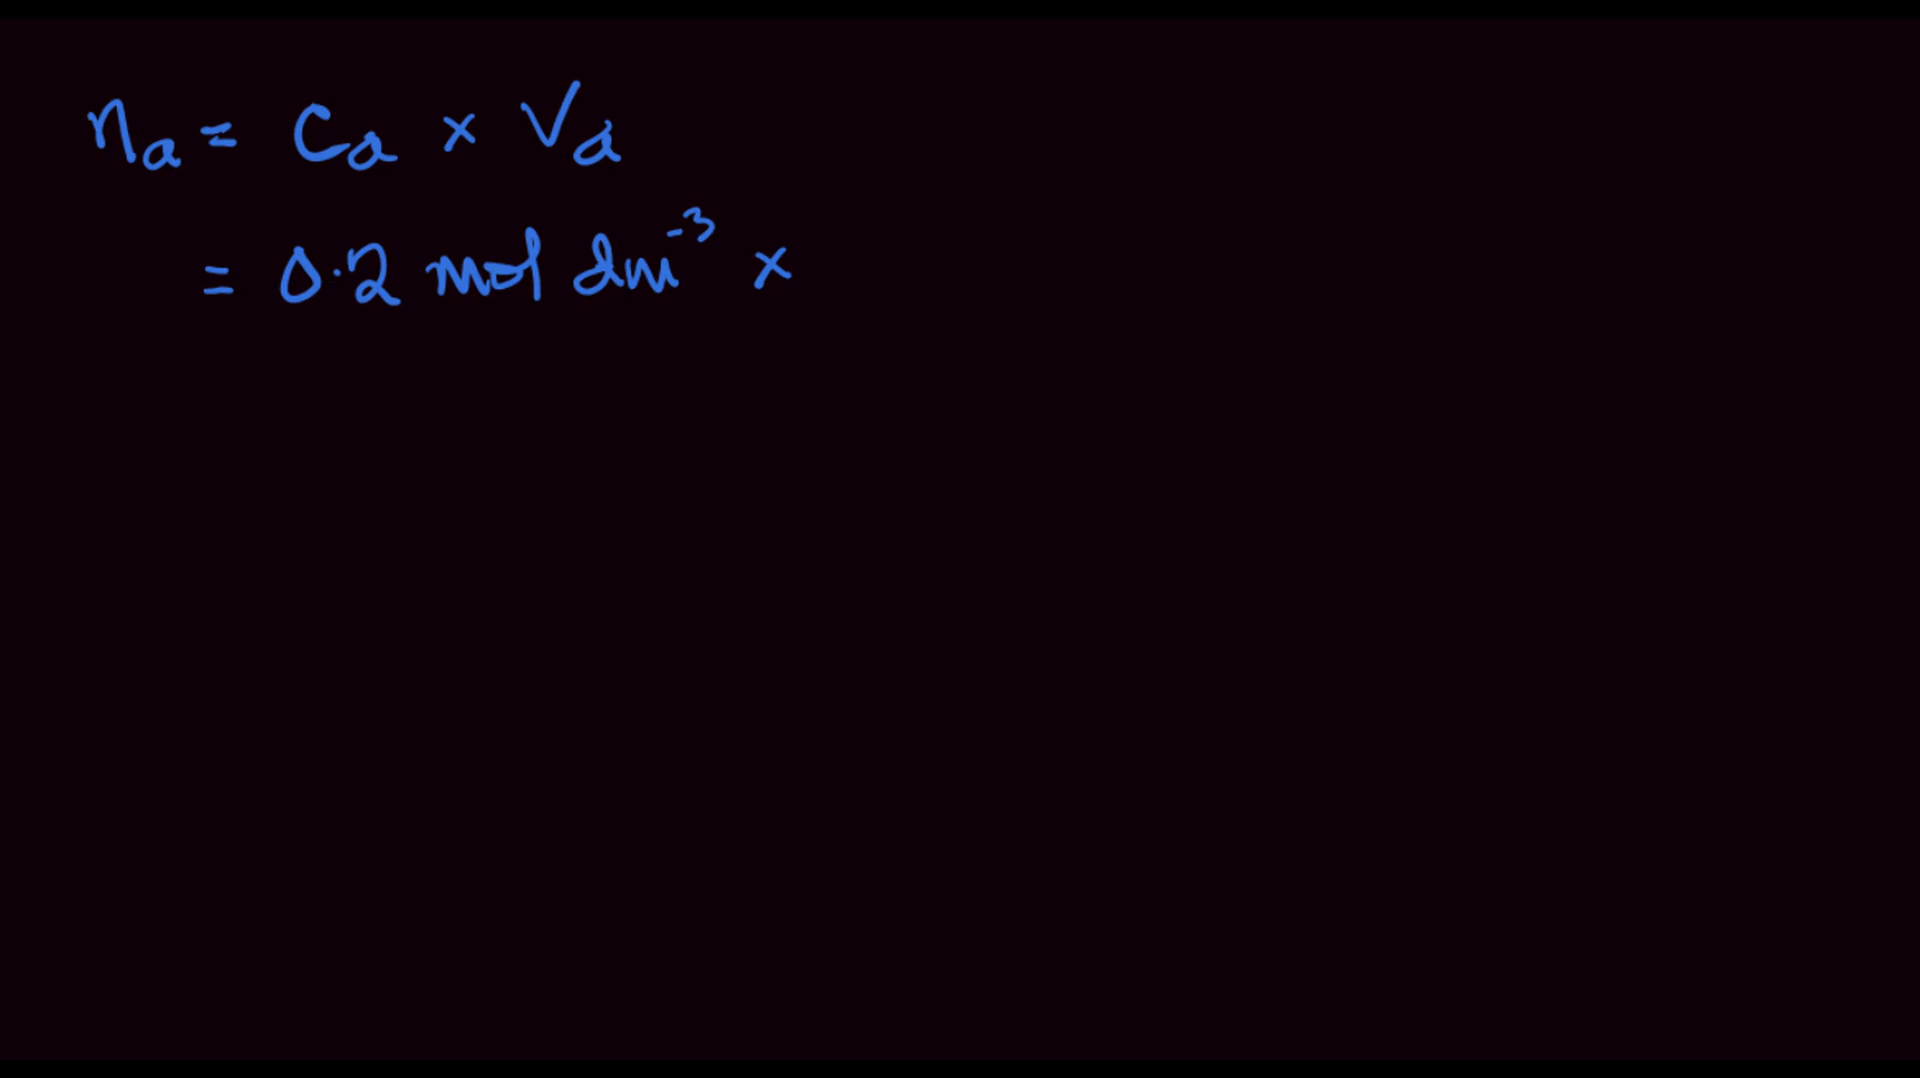 nₐ = Cₐ × Vₐ
= 0.2 mol dm⁻³ ×